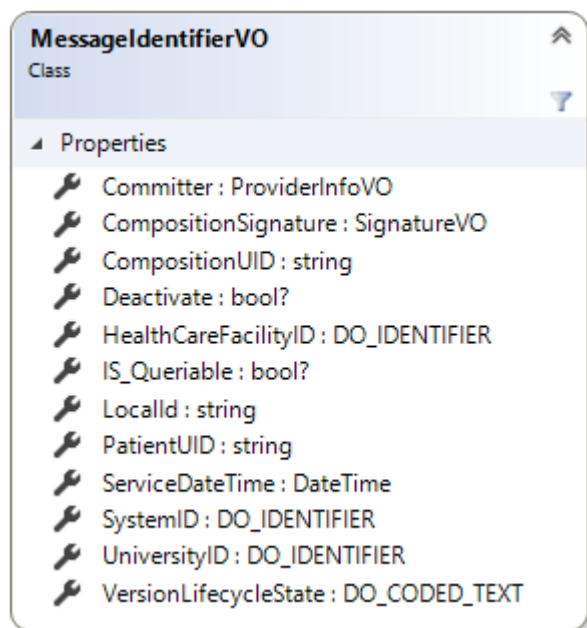 MessageIdentifierVO
Class
Properties
Committer : ProviderInfoVO
CompositionSignature : SignatureVO
CompositionUID : string
Deactivate : bool?
HealthCareFacilityID : DO_IDENTIFIER
IS_Queriable : bool?
LocalId : string
PatientUID : string
ServiceDateTime : DateTime
SystemID : DO_IDENTIFIER
UniversityID : DO_IDENTIFIER
VersionLifecycleState : DO_CODED_TEXT